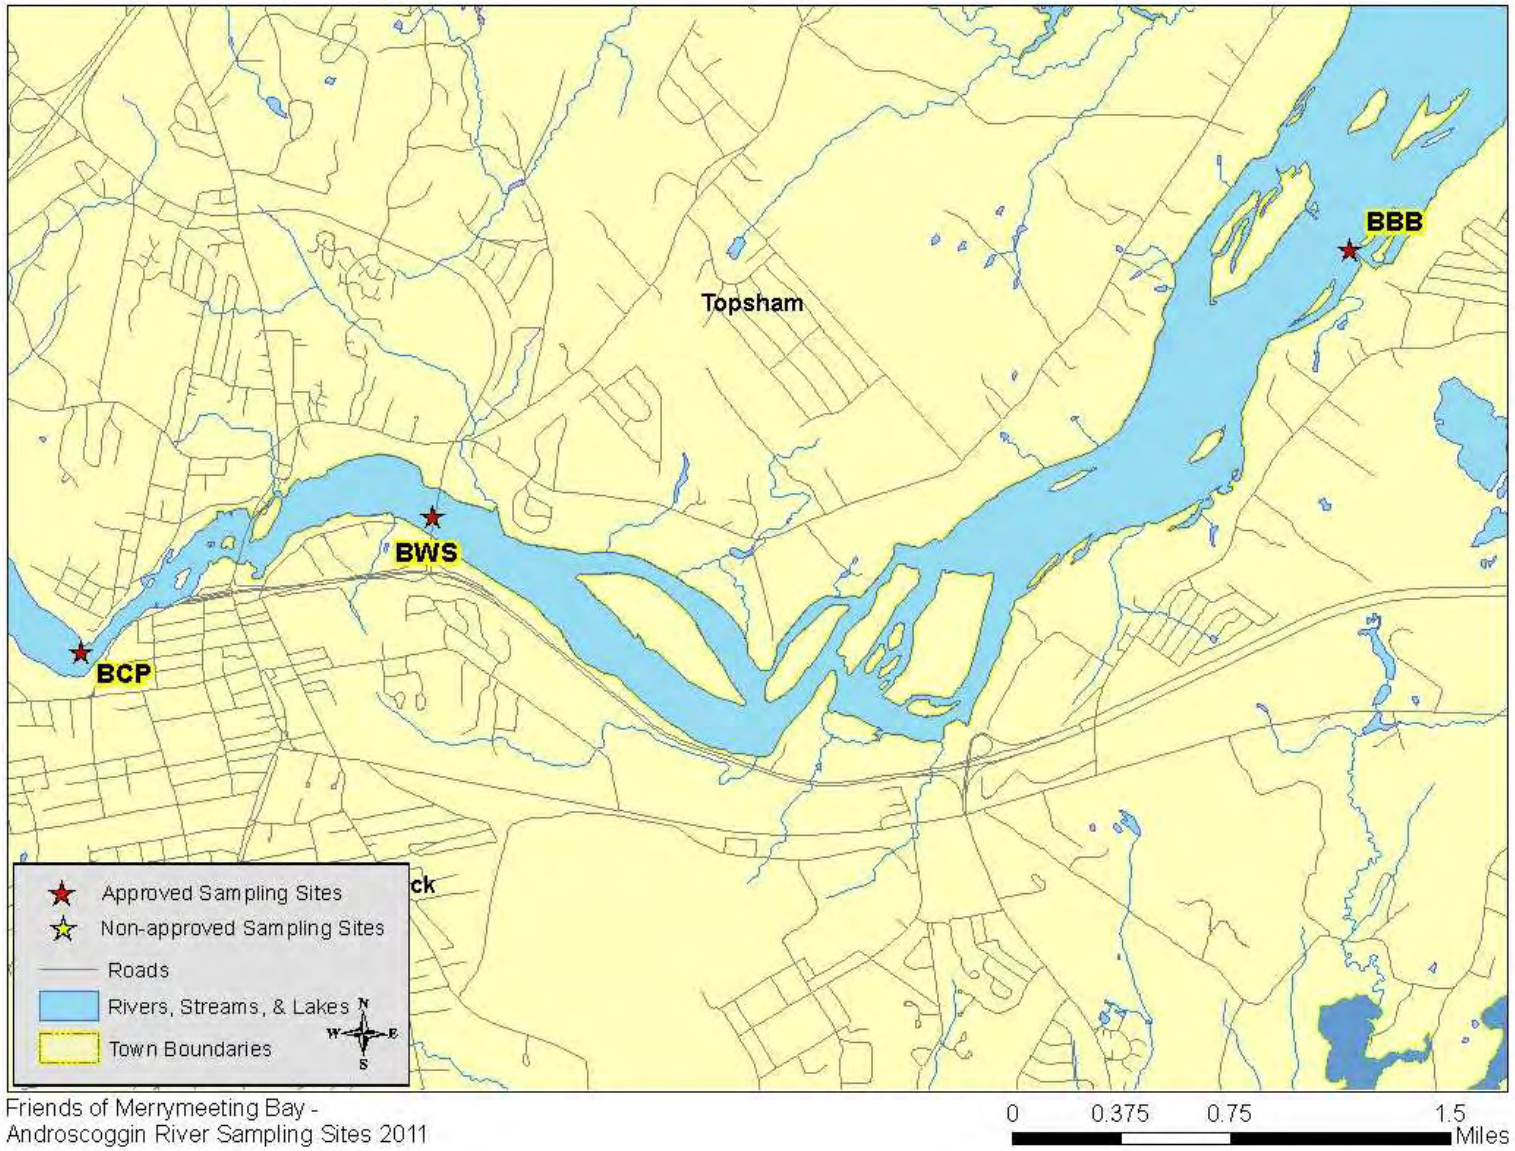 BBB
Topsham
BWS
BCP
ck
Approved Sampling Sites
Non-approved Sampling Sites
Roads
Rivers, Streams, & Lakes
Town Boundaries
N
W E
S
Friends of Merrymeeting Bay -
Androscoggin River Sampling Sites 2011
0 0.375 0.75 1.5
Miles